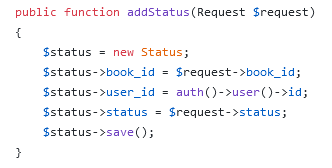 public function addStatus(Request $request)
{
    $status = new Status;
    $status->book_id = $request->book_id;
    $status->user_id = auth()->user()->id;
    $status->status = $request->status;
    $status->save();
}